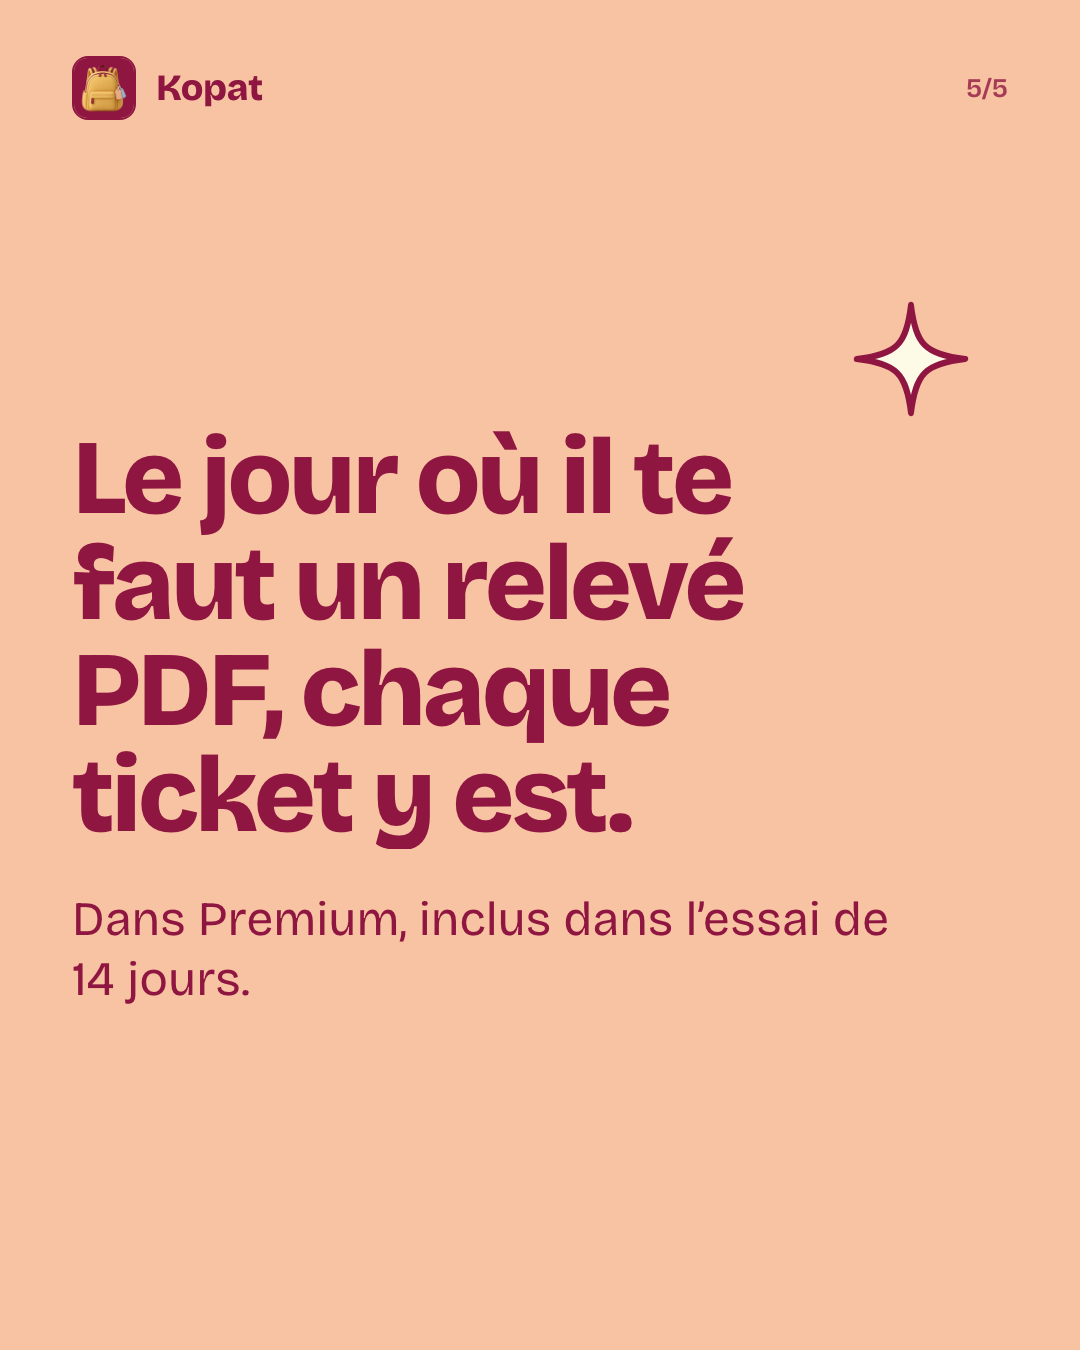 Kopat
5/5
Le jour où il te
faut un relevé
PDF, chaque
ticket y est.
Dans Premium, inclus dans l’essai de
14 jours.